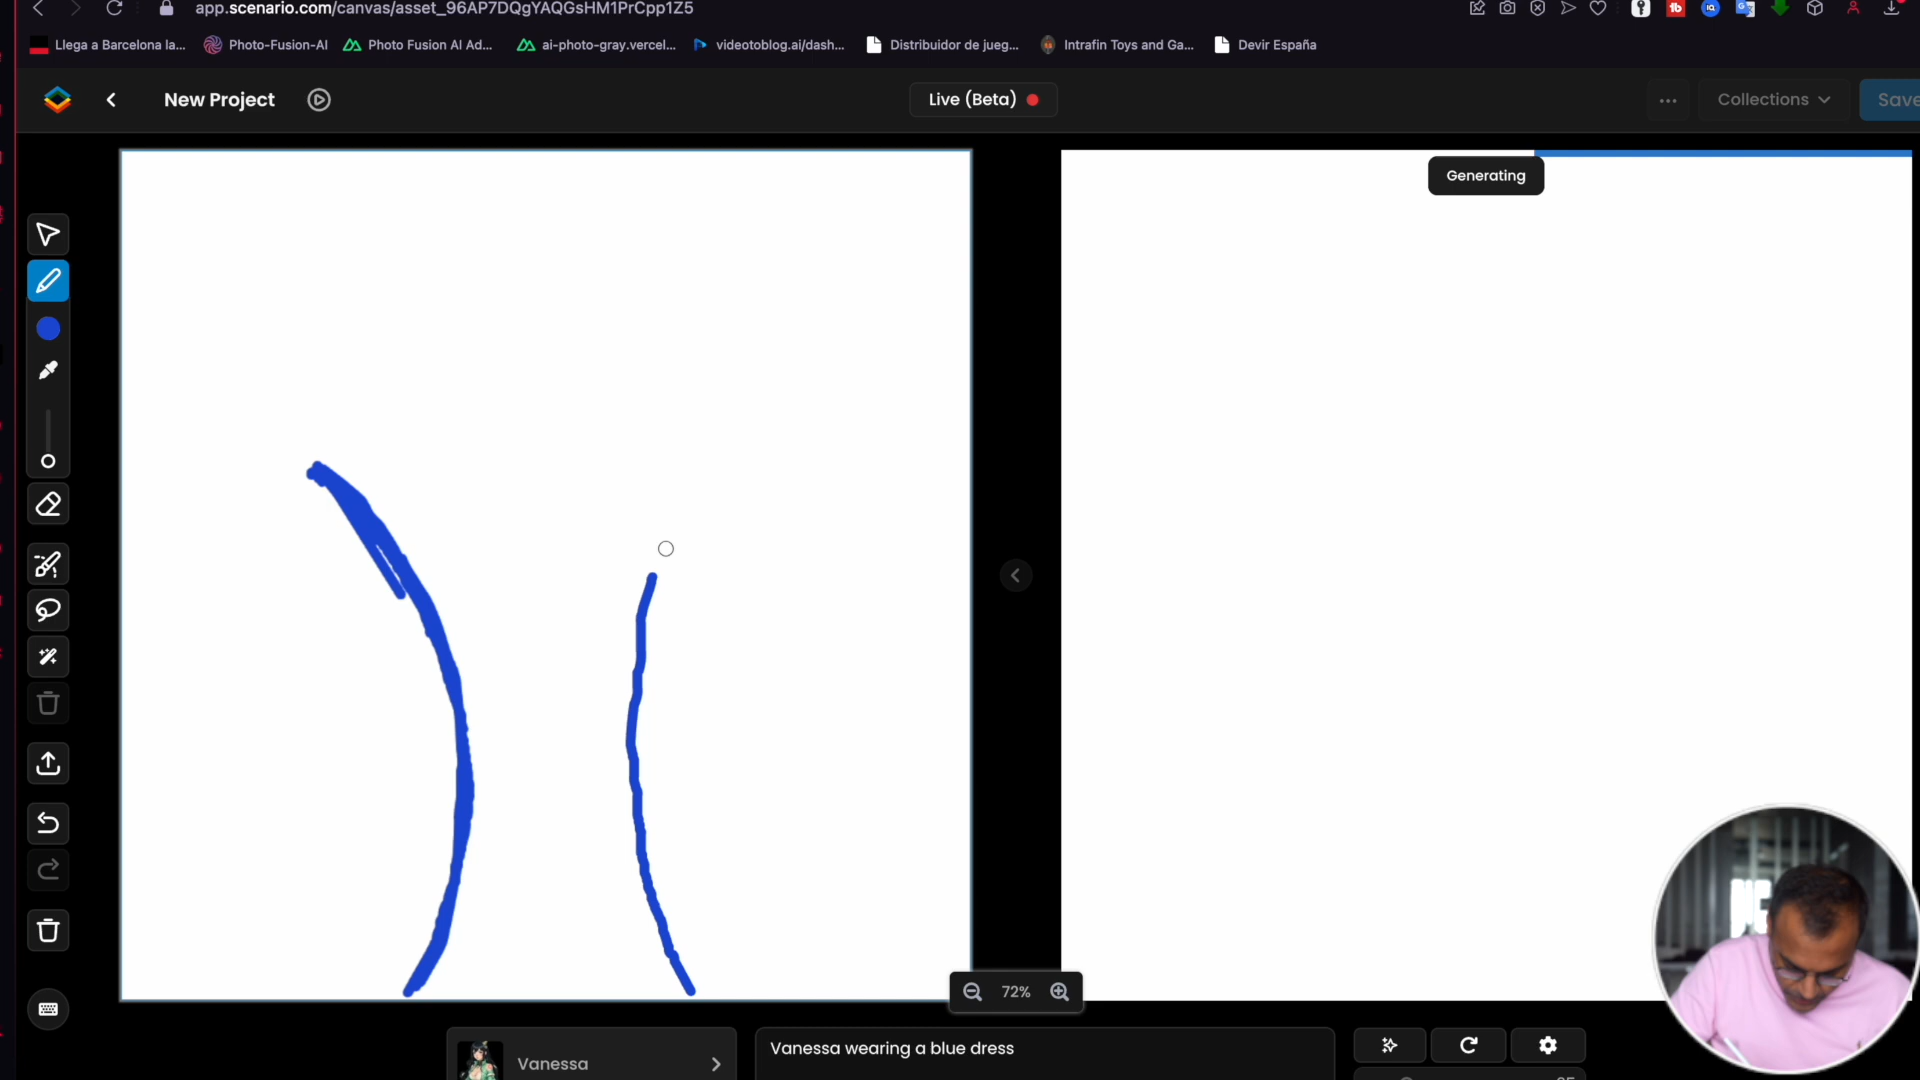 app.scenario.com/canvas/asset_96AP7DQgYAQGsHM1PrCpp1Z5
Llega a Barcelona la...
Photo-Fusion-AI
Photo Fusion AI Ad...
ai-photo-gray.vercel...
videotoblog.ai/dash...
Distribuidor de jueg...
Intrafin Toys and Ga...
Devir España
New Project
Live (Beta)
Collections
Save
Generating
72%
Vanessa
Vanessa wearing a blue dress